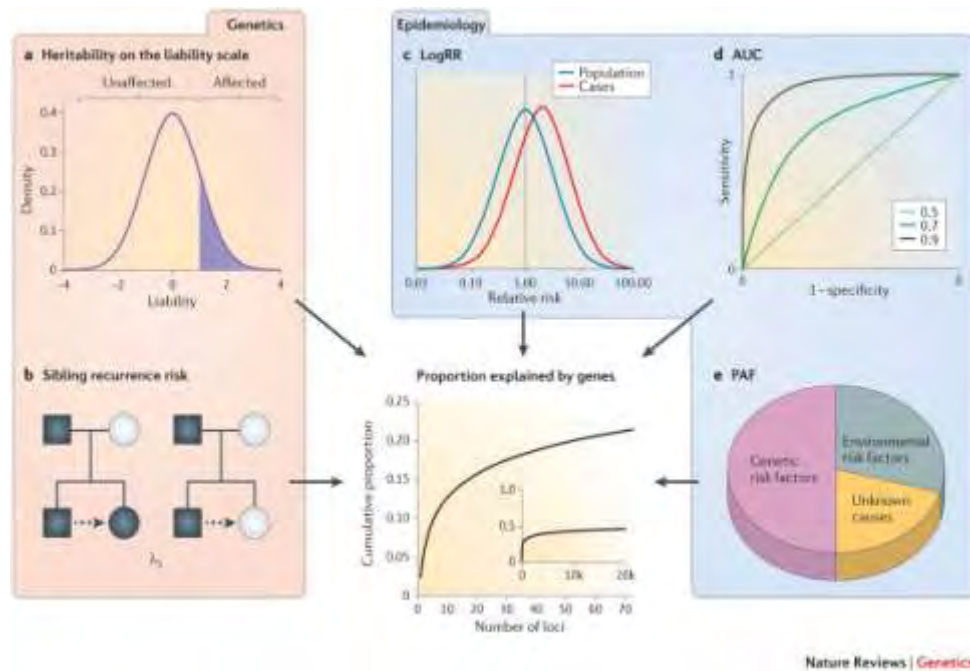 Genetics
a Heritability on the liability scale
Unaffected Affected
0.4
0.3
0.2
0.1
0
Density
-4 -2 0 2 4
Liability
b Sibling recurrence risk
λs
Epidemiology
c LogRR
Population
Cases
0.10 1.00 10.00 100.00
Relative risk
d AUC
1
Sensitivity
0
0.5
0.7
0.9
1–specificity
Proportion explained by genes
0.25
0.20
0.15
0.10
0.05
0
Cumulative proportion
1.0
0.5
0
0 10k 20k
0 10 20 30 40 50 60 70
Number of loci
e PAF
Genetic
risk factors
Environmental
risk factors
Unknown
causes
Nature Reviews | Genetics